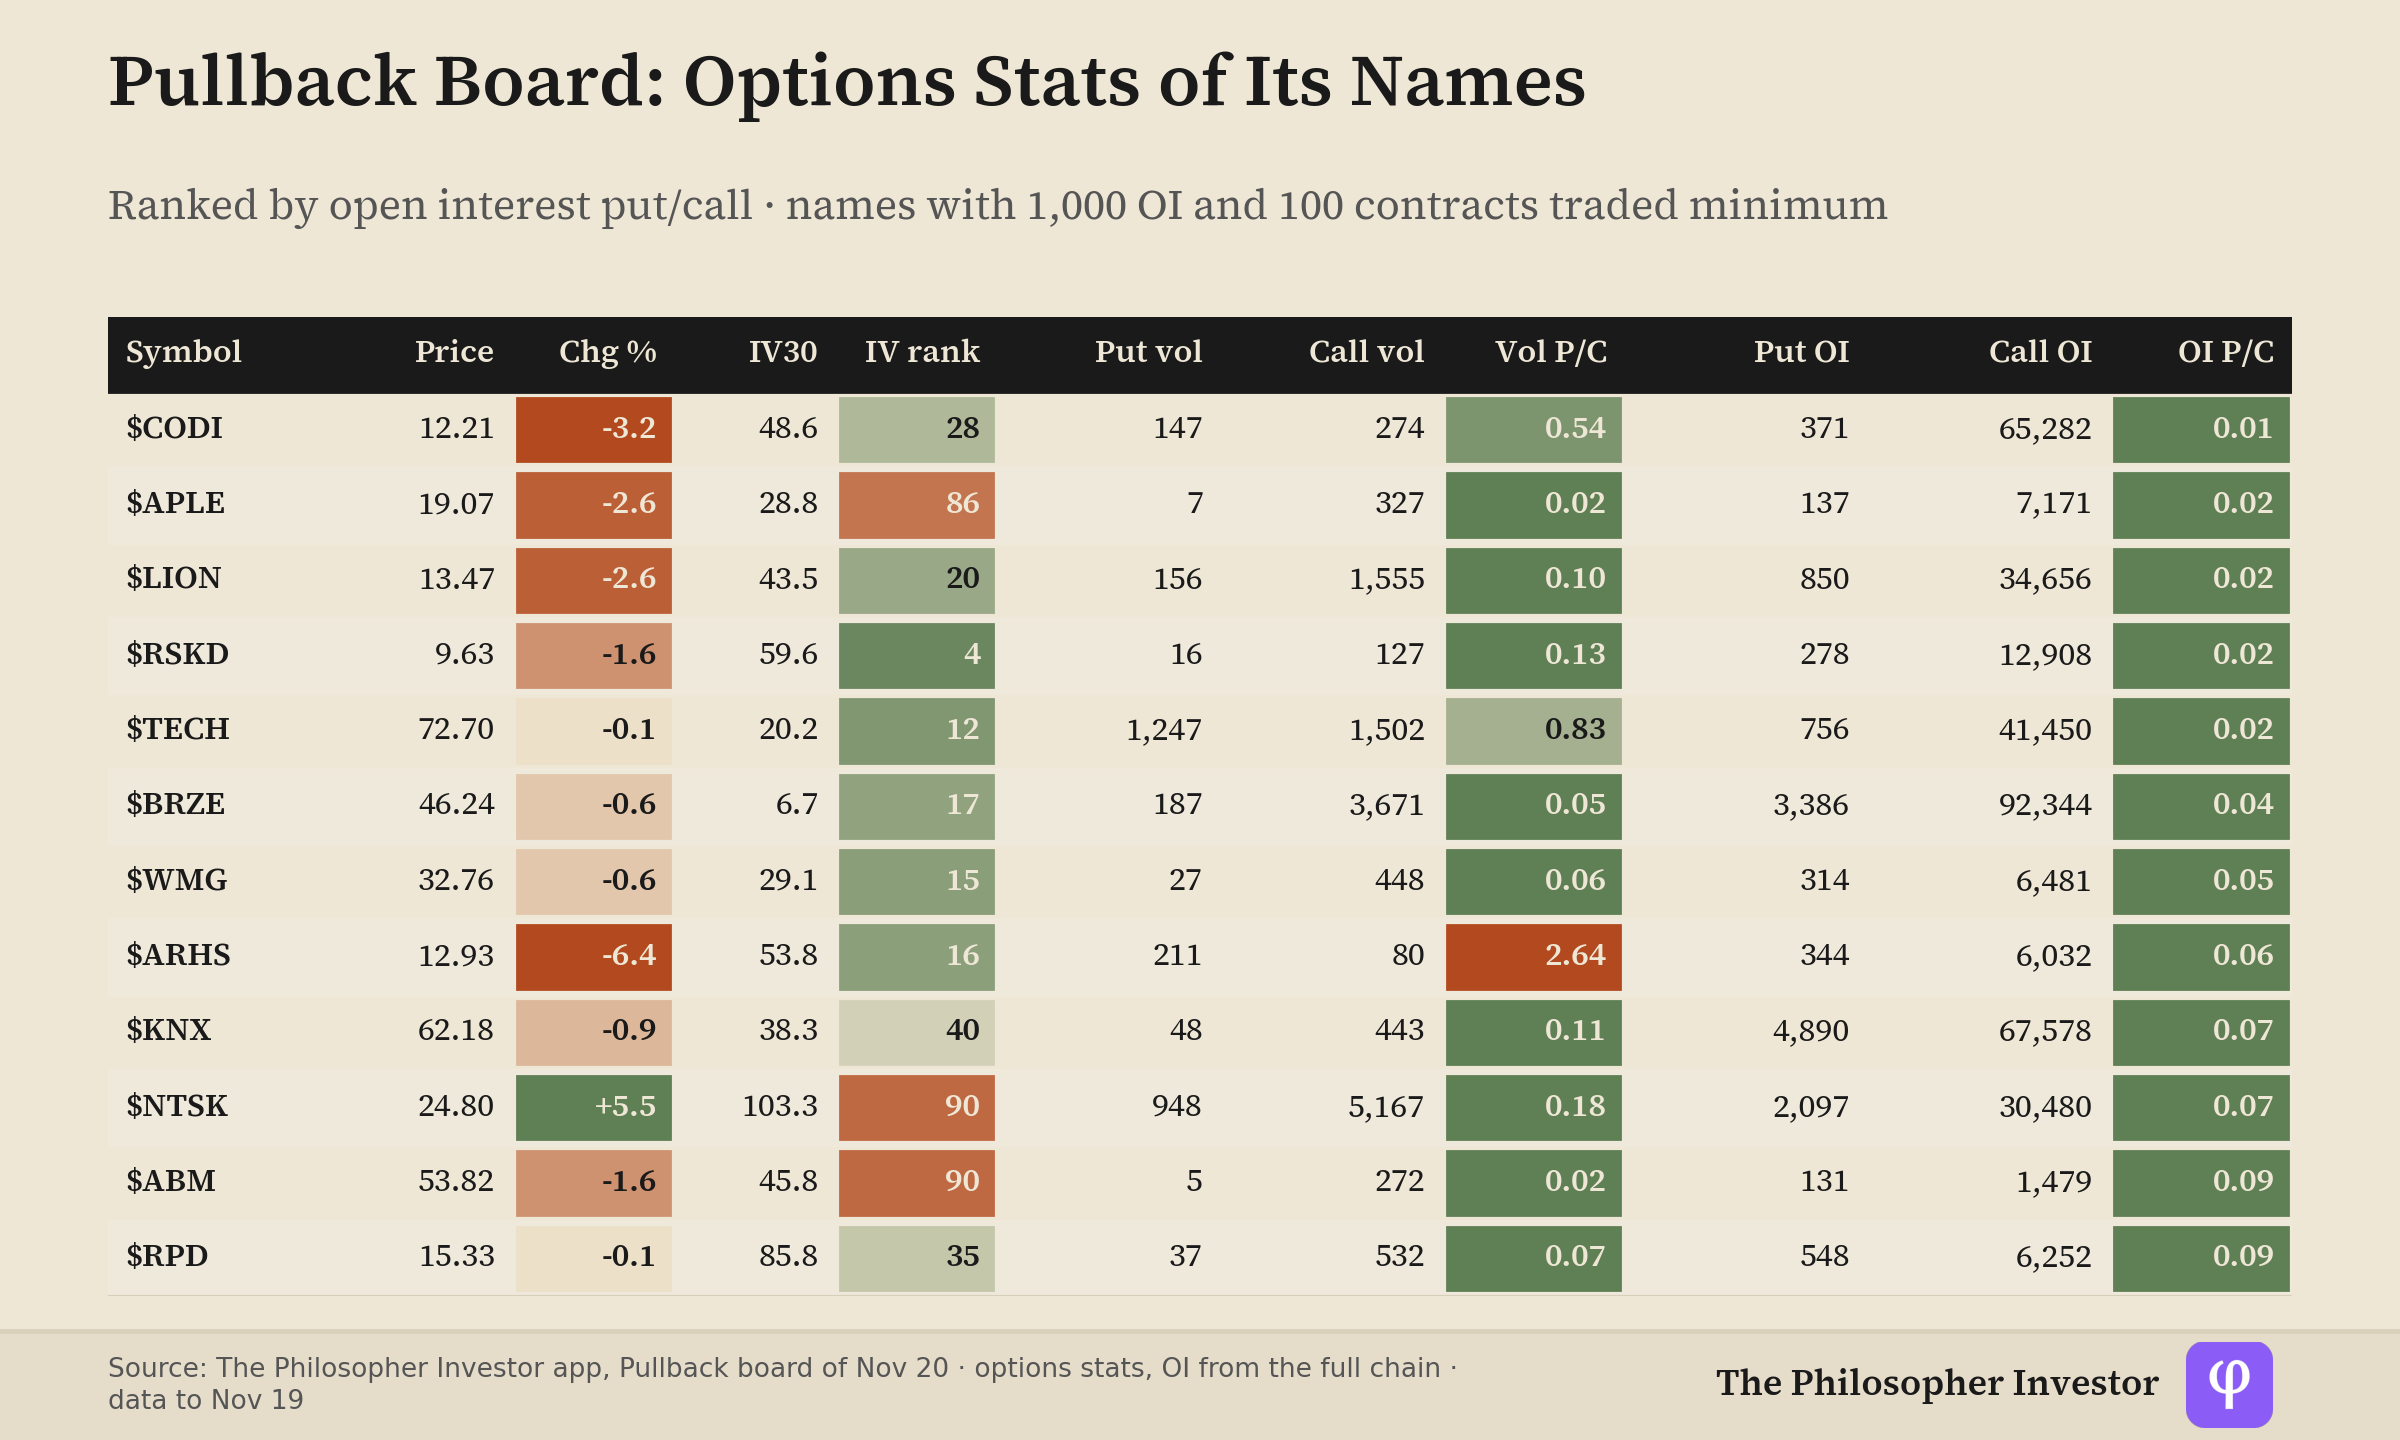 Pullback Board: Options Stats of Its Names
Ranked by open interest put/call · names with 1,000 OI and 100 contracts traded minimum
Symbol Price Chg % IV30 IV rank Put vol Call vol Vol P/C Put OI Call OI OI P/C
$CODI 12.21 -3.2 48.6 28 147 274 0.54 371 65,282 0.01
$APLE 19.07 -2.6 28.8 86 7 327 0.02 137 7,171 0.02
$LION 13.47 -2.6 43.5 20 156 1,555 0.10 850 34,656 0.02
$RSKD 9.63 -1.6 59.6 4 16 127 0.13 278 12,908 0.02
$TECH 72.70 -0.1 20.2 12 1,247 1,502 0.83 756 41,450 0.02
$BRZE 46.24 -0.6 6.7 17 187 3,671 0.05 3,386 92,344 0.04
$WMG 32.76 -0.6 29.1 15 27 448 0.06 314 6,481 0.05
$ARHS 12.93 -6.4 53.8 16 211 80 2.64 344 6,032 0.06
$KNX 62.18 -0.9 38.3 40 48 443 0.11 4,890 67,578 0.07
$NTSK 24.80 +5.5 103.3 90 948 5,167 0.18 2,097 30,480 0.07
$ABM 53.82 -1.6 45.8 90 5 272 0.02 131 1,479 0.09
$RPD 15.33 -0.1 85.8 35 37 532 0.07 548 6,252 0.09
Source: The Philosopher Investor app, Pullback board of Nov 20 · options stats, OI from the full chain ·
data to Nov 19
The Philosopher Investor φ